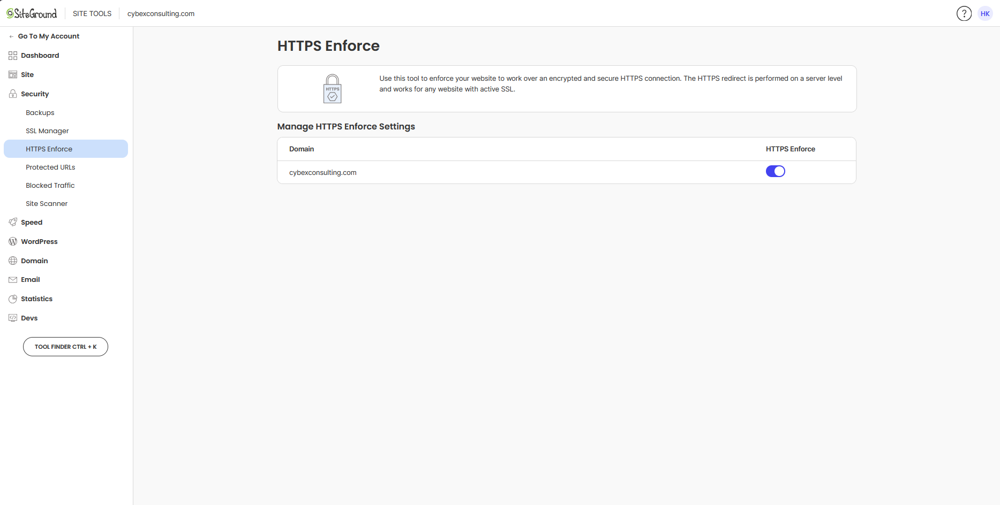 SiteGround
SITE TOOLS
cybexconsulting.com
?
HK
← Go To My Account
Dashboard
Site
Security
Backups
SSL Manager
HTTPS Enforce
Protected URLs
Blocked Traffic
Site Scanner
Speed
WordPress
Domain
Email
Statistics
Devs
TOOL FINDER CTRL + K
HTTPS Enforce
HTTPS
Use this tool to enforce your website to work over an encrypted and secure HTTPS connection. The HTTPS redirect is performed on a server level
and works for any website with active SSL.
Manage HTTPS Enforce Settings
Domain
HTTPS Enforce
cybexconsulting.com